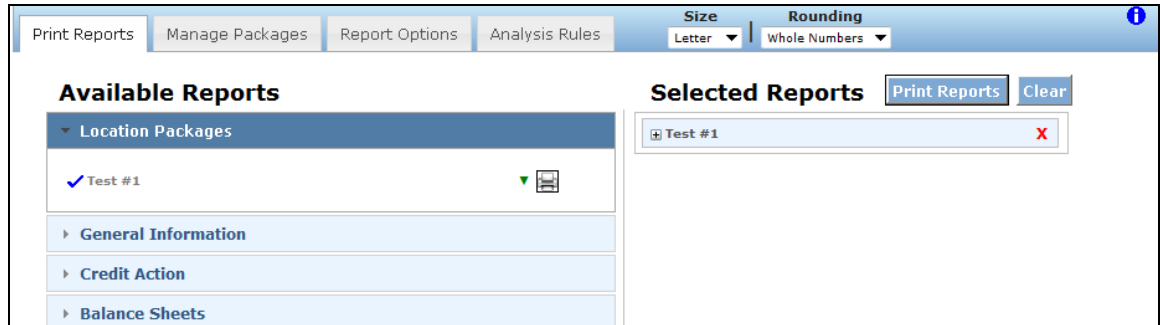 Print Reports Manage Packages Report Options Analysis Rules
Size Rounding
Letter Whole Numbers
Available Reports
Location Packages
Test #1
General Information
Credit Action
Balance Sheets
Selected Reports Print Reports Clear
Test #1 X